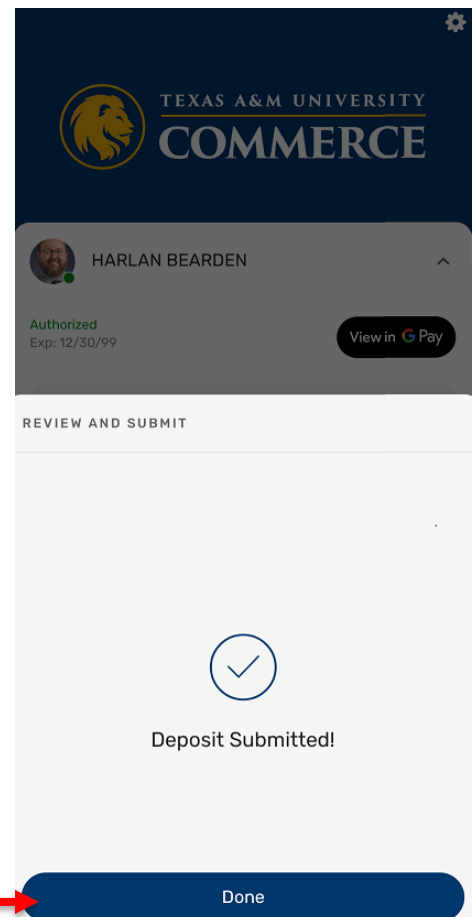 TEXAS A&M UNIVERSITY
COMMERCE
HARLAN BEARDEN
Authorized
Exp: 12/30/99
View in G Pay
REVIEW AND SUBMIT
Deposit Submitted!
Done